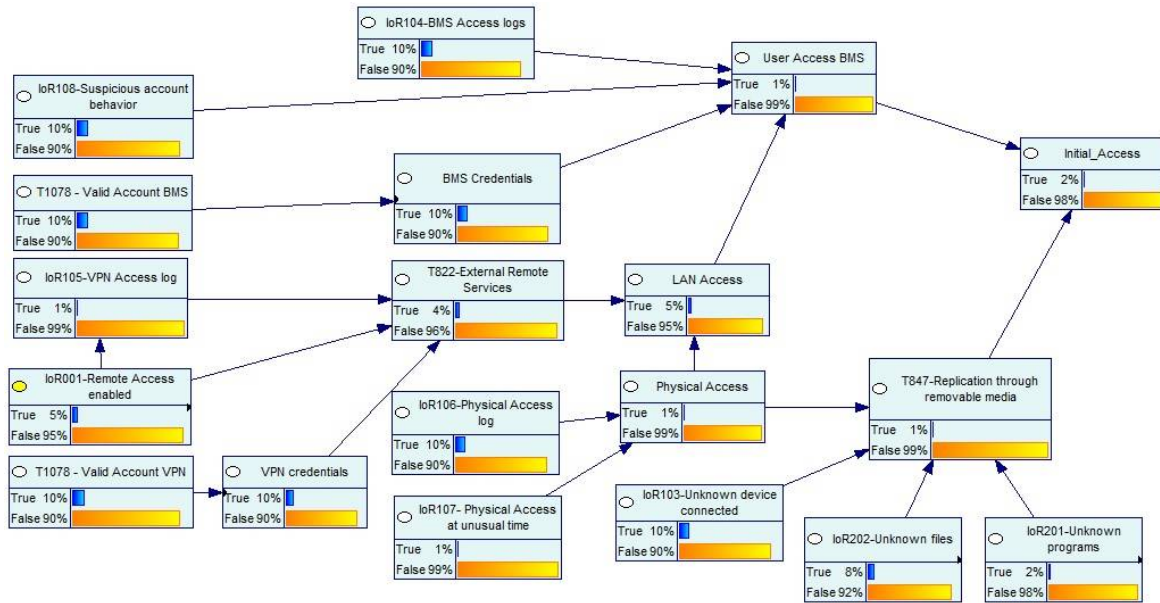 IoR104-BMS Access logs
True 10%
False 90%
User Access BMS
True 1%
False 99%
IoR108-Suspicious account
behavior
True 10%
False 90%
Initial_Access
True 2%
False 98%
BMS Credentials
True 10%
False 90%
T1078 - Valid Account BMS
True 10%
False 90%
IoR105-VPN Access log
True 1%
False 99%
T822-External Remote
Services
True 4%
False 96%
LAN Access
True 5%
False 95%
IoR001-Remote Access
enabled
True 5%
False 95%
Physical Access
True 1%
False 99%
T847-Replication through
removable media
True 1%
False 99%
IoR106-Physical Access
log
True 10%
False 90%
T1078 - Valid Account VPN
True 10%
False 90%
VPN credentials
True 10%
False 90%
IoR107- Physical Access
at unusual time
True 1%
False 99%
IoR103-Unknown device
connected
True 10%
False 90%
IoR202-Unknown files
True 8%
False 92%
IoR201-Unknown
programs
True 2%
False 98%